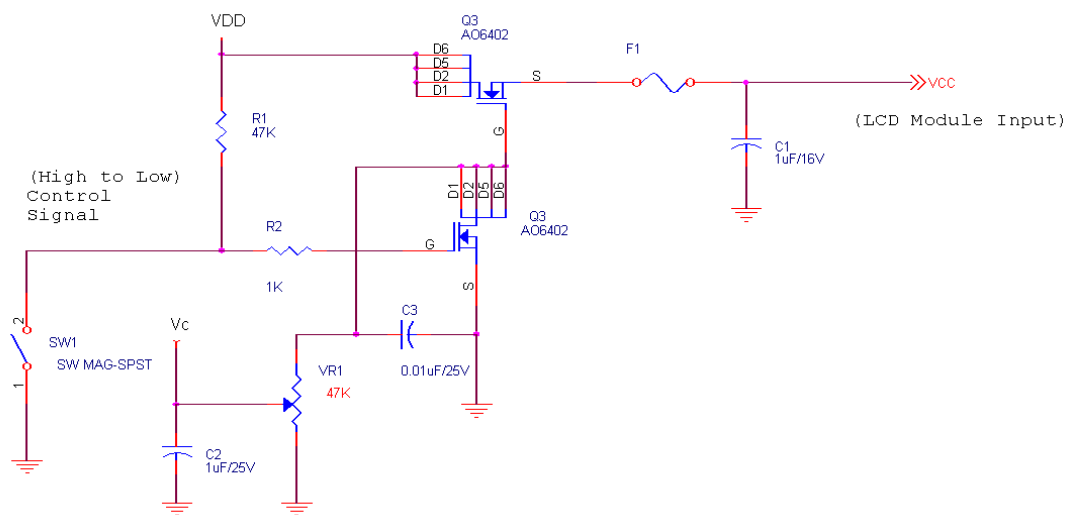 VDD
Q3
AO6402
D6
D5
D2
D1
S
G
F1
VCC
(LCD Module Input)
C1
1uF/16V
R1
47K
(High to Low)
Control
Signal
D1
D2
D5
D6
Q3
AO6402
R2
1K
G
S
2
SW1
SW MAG-SPST
1
Vc
C3
0.01uF/25V
VR1
47K
C2
1uF/25V